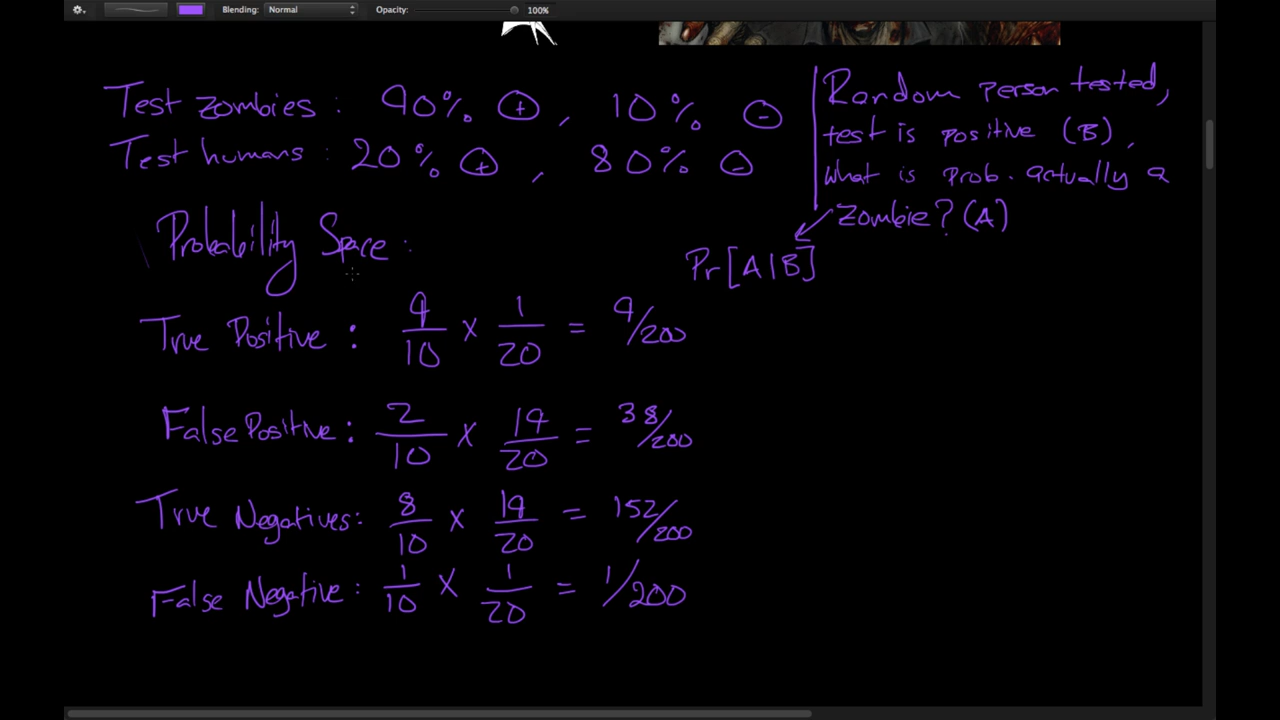 Blending: Normal Opacity: 100%
Test zombies : 90% + , 10% -
Test humans : 20% + , 80% -
Random person tested,
test is positive (B),
what is prob. actually a
zombie? (A)
Pr[A|B]
Probability Space :
True Positive : 9/10 x 1/20 = 9/200
False Positive : 2/10 x 19/20 = 38/200
True Negatives: 8/10 x 19/20 = 152/200
False Negative : 1/10 x 1/20 = 1/200